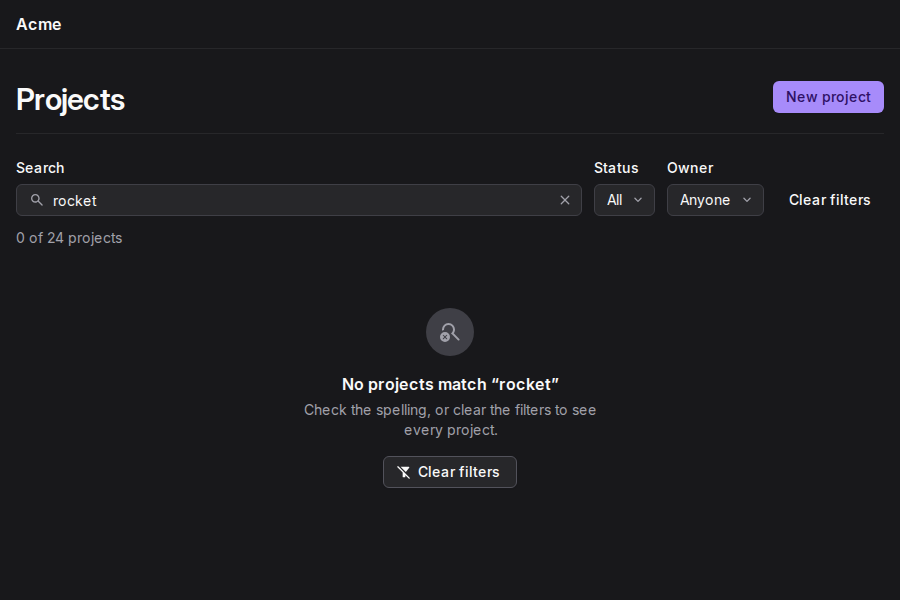 Acme
Projects
New project
Search
Status
Owner
rocket
All
Anyone
Clear filters
0 of 24 projects
No projects match “rocket”
Check the spelling, or clear the filters to see
every project.
Clear filters